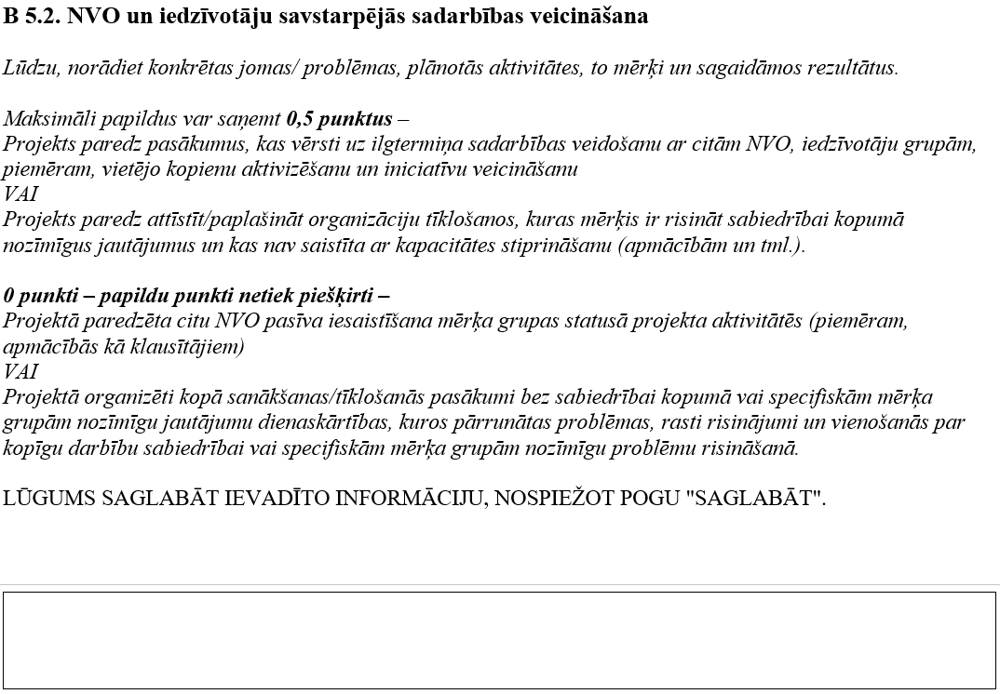 B 5.2. NVO un iedzīvotāju savstarpējās sadarbības veicināšana
Lūdzu, norādiet konkrētas jomas/ problēmas, plānotās aktivitātes, to mērķi un sagaidāmos rezultātus.
Maksimāli papildus var saņemt 0,5 punktus –
Projekts paredz pasākumus, kas vērsti uz ilgtermiņa sadarbības veidošanu ar citām NVO, iedzīvotāju grupām,
piemēram, vietējo kopienu aktivizēšanu un iniciatīvu veicināšanu
VAI
Projekts paredz attīstīt/paplašināt organizāciju tīklošanos, kuras mērķis ir risināt sabiedrībai kopumā
nozīmīgus jautājumus un kas nav saistīta ar kapacitātes stiprināšanu (apmācībām un tml.).
0 punkti – papildu punkti netiek piešķirti –
Projektā paredzēta citu NVO pasīva iesaistīšana mērķa grupas statusā projekta aktivitātēs (piemēram,
apmācībās kā klausītājiem)
VAI
Projektā organizēti kopā sanākšanas/tīklošanās pasākumi bez sabiedrībai kopumā vai specifiskām mērķa
grupām nozīmīgu jautājumu dienaskārtības, kuros pārrunātas problēmas, rasti risinājumi un vienošanās par
kopīgu darbību sabiedrībai vai specifiskām mērķa grupām nozīmīgu problēmu risināšanā.
LŪGUMS SAGLABĀT IEVADĪTO INFORMĀCIJU, NOSPIEŽOT POGU "SAGLABĀT".